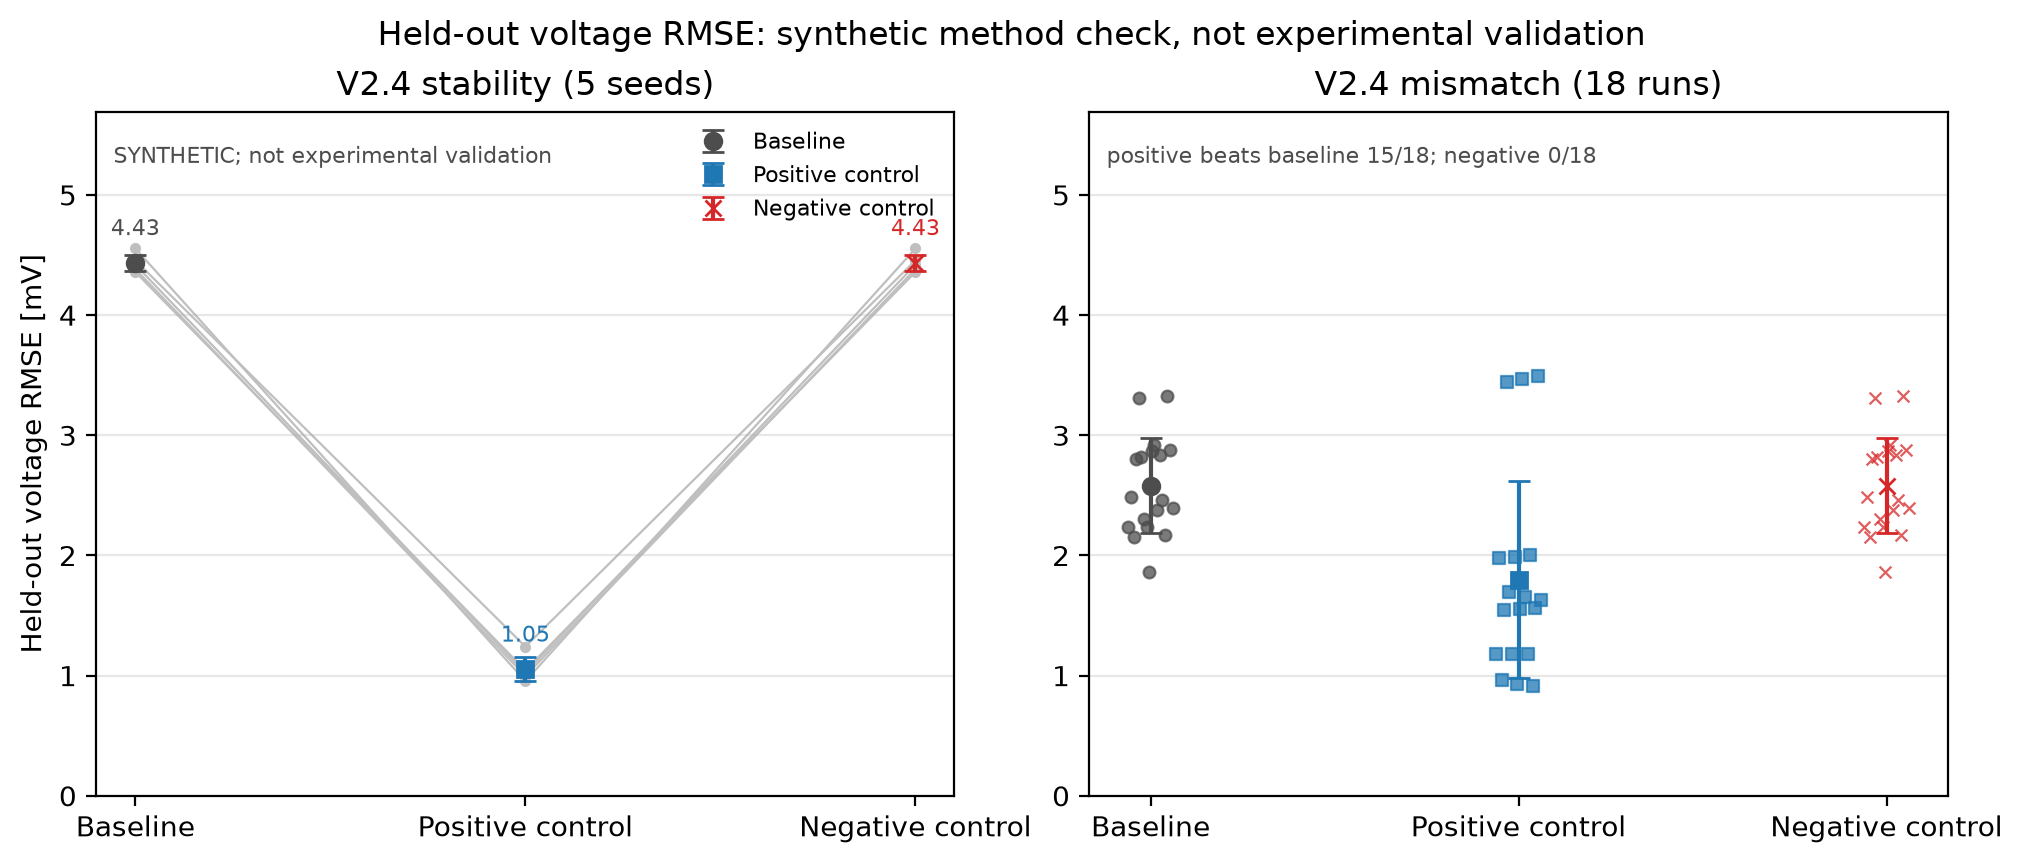 Held-out voltage RMSE: synthetic method check, not experimental validation
V2.4 stability (5 seeds)
SYNTHETIC; not experimental validation
Baseline
Positive control
Negative control
4.43
1.05
4.43
Held-out voltage RMSE [mV]
5
4
3
2
1
0
Baseline
Positive control
Negative control
V2.4 mismatch (18 runs)
positive beats baseline 15/18; negative 0/18
5
4
3
2
1
0
Baseline
Positive control
Negative control